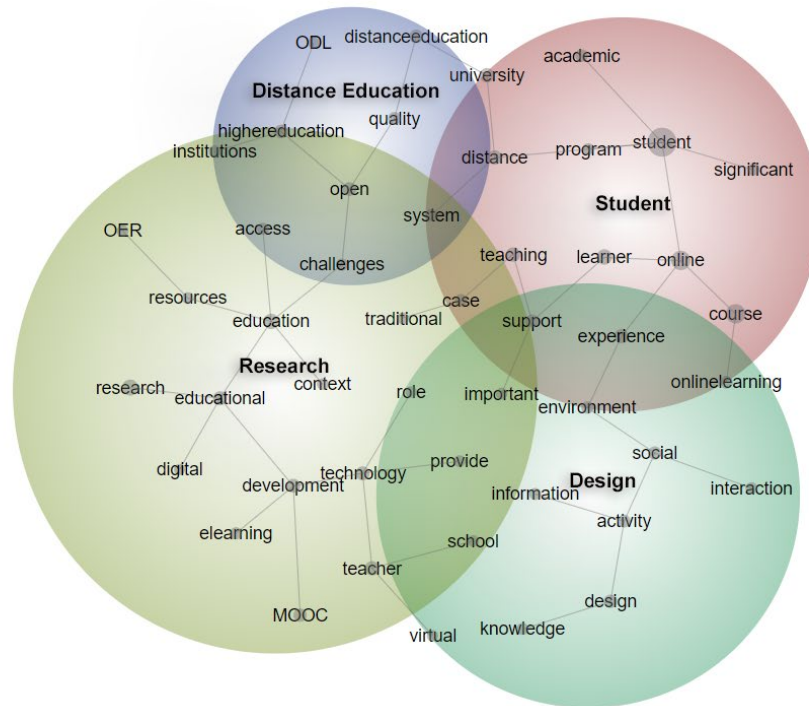 ODL
distanceeducation
academic
university
Distance Education
quality
highereducation
institutions
student
program
distance
significant
open
Student
system
OER
access
teaching
learner
online
challenges
resources
case
course
education
traditional
support
experience
Research
context
research
educational
role
important
onlinelearning
environment
social
digital
technology
provide
Design
development
information
interaction
activity
elearning
school
teacher
design
MOOC
virtual
knowledge